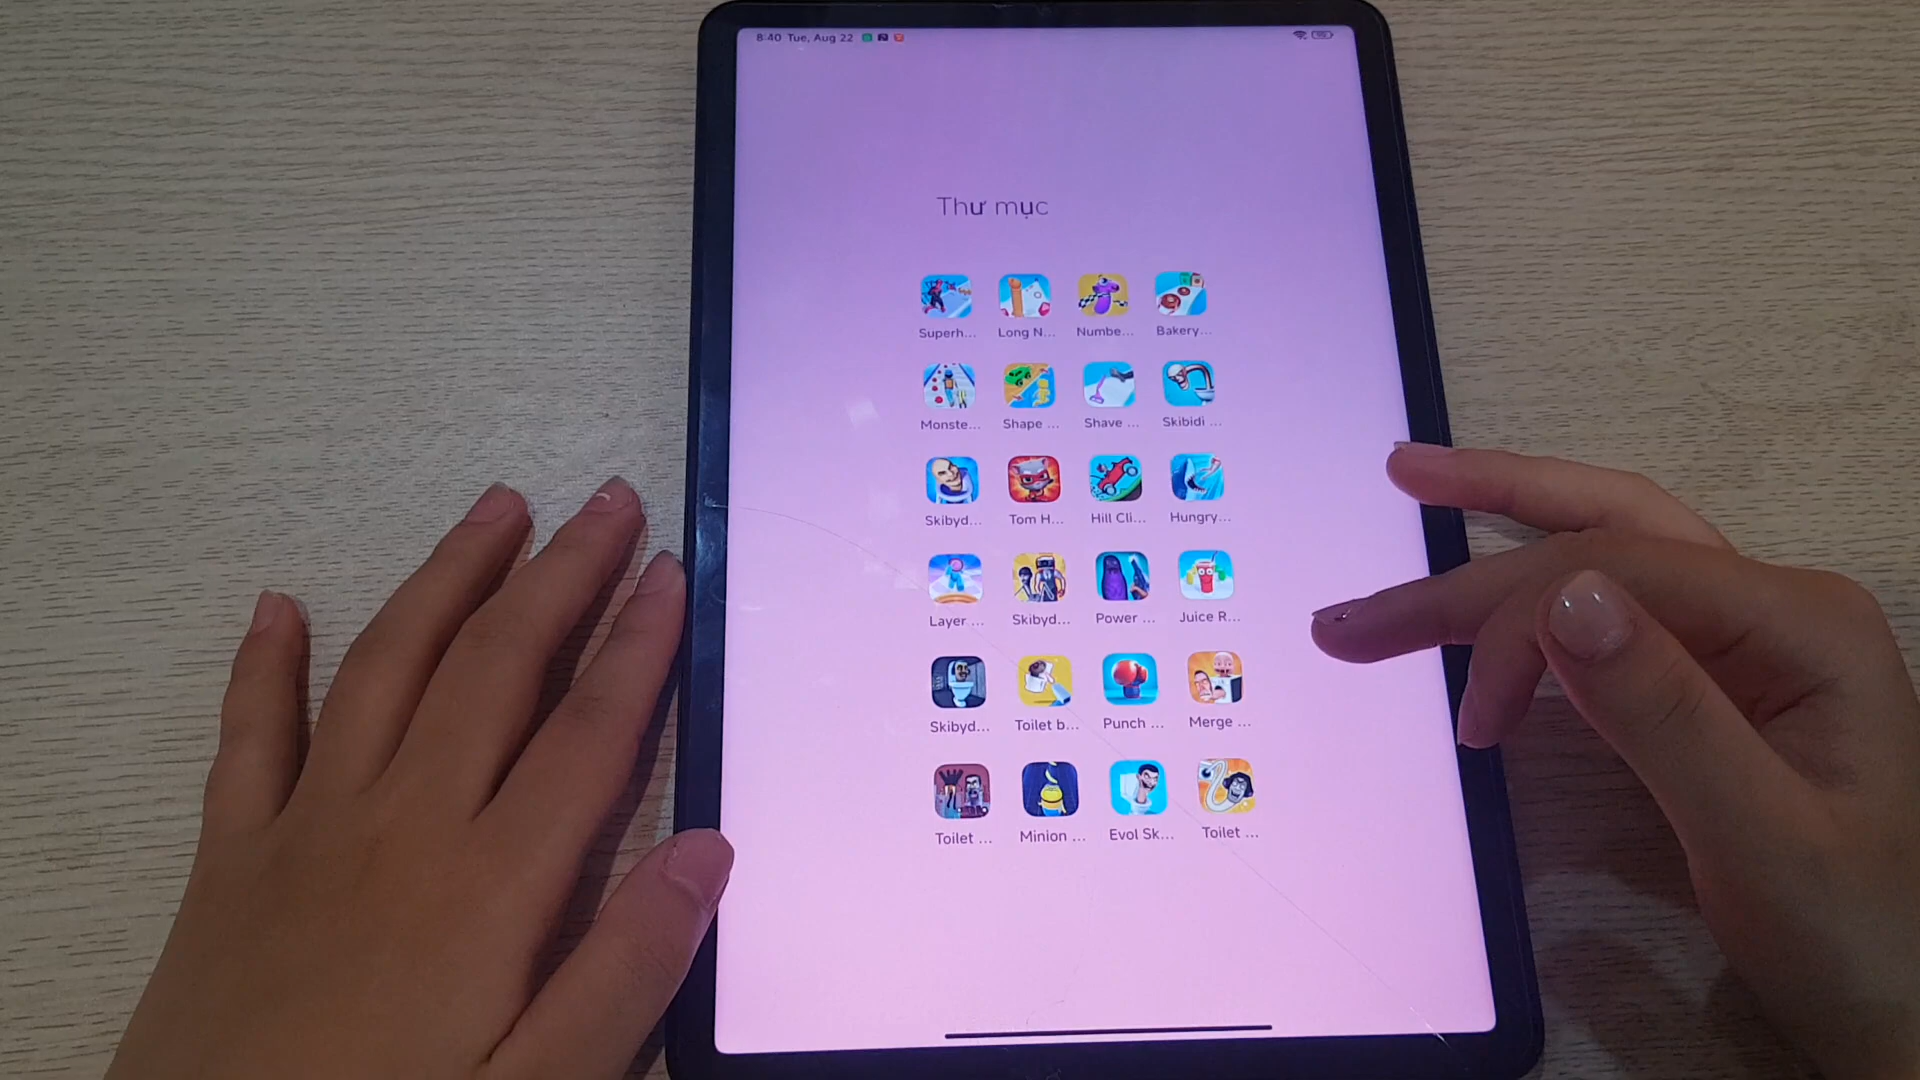 8:40 Tue, Aug 22
Thư mục
Superh... Long N... Numbe... Bakery...
Monste... Shape ... Shave ... Skibidi ...
Skibyd... Tom H... Hill Cli... Hungry...
Layer ... Skibyd... Power ... Juice R...
Skibyd... Toilet b... Punch ... Merge ...
Toilet ... Minion ... Evol Sk... Toilet ...